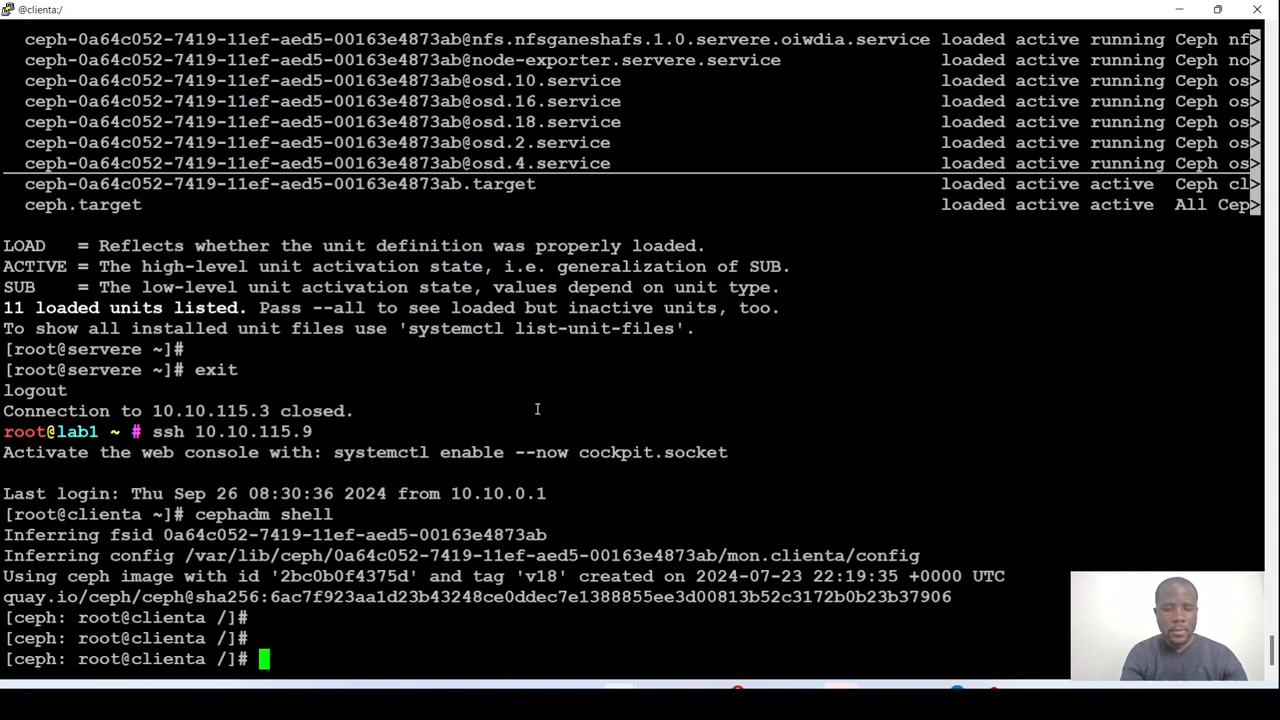 @clienta:/
ceph-0a64c052-7419-11ef-aed5-00163e4873ab@nfs.nfsganeshafs.1.0.servere.oiwdia.service loaded active running Ceph nf>
ceph-0a64c052-7419-11ef-aed5-00163e4873ab@node-exporter.servere.service loaded active running Ceph no>
ceph-0a64c052-7419-11ef-aed5-00163e4873ab@osd.10.service loaded active running Ceph os>
ceph-0a64c052-7419-11ef-aed5-00163e4873ab@osd.16.service loaded active running Ceph os>
ceph-0a64c052-7419-11ef-aed5-00163e4873ab@osd.18.service loaded active running Ceph os>
ceph-0a64c052-7419-11ef-aed5-00163e4873ab@osd.2.service loaded active running Ceph os>
ceph-0a64c052-7419-11ef-aed5-00163e4873ab@osd.4.service loaded active running Ceph os>
ceph-0a64c052-7419-11ef-aed5-00163e4873ab.target loaded active active Ceph cl>
ceph.target loaded active active All Cep>
LOAD = Reflects whether the unit definition was properly loaded.
ACTIVE = The high-level unit activation state, i.e. generalization of SUB.
SUB = The low-level unit activation state, values depend on unit type.
11 loaded units listed. Pass --all to see loaded but inactive units, too.
To show all installed unit files use 'systemctl list-unit-files'.
[root@servere ~]#
[root@servere ~]# exit
logout
Connection to 10.10.115.3 closed.
root@lab1 ~ # ssh 10.10.115.9
Activate the web console with: systemctl enable --now cockpit.socket
Last login: Thu Sep 26 08:30:36 2024 from 10.10.0.1
[root@clienta ~]# cephadm shell
Inferring fsid 0a64c052-7419-11ef-aed5-00163e4873ab
Inferring config /var/lib/ceph/0a64c052-7419-11ef-aed5-00163e4873ab/mon.clienta/config
Using ceph image with id '2bc0b0f4375d' and tag 'v18' created on 2024-07-23 22:19:35 +0000 UTC
quay.io/ceph/ceph@sha256:6ac7f923aa1d23b43248ce0ddec7e1388855ee3d00813b52c3172b0b23b37906
[ceph: root@clienta /]#
[ceph: root@clienta /]#
[ceph: root@clienta /]#